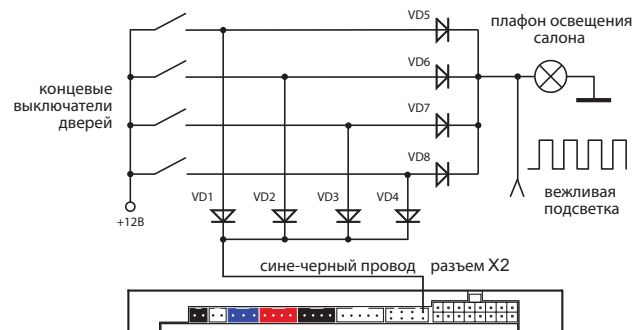 VD5
плафон освещения
салона
VD6
концевые
выключатели
дверей
VD7
VD8
вежливая
подсветка
VD1
VD2
VD3
VD4
+12В
сине-черный провод
разъем X2